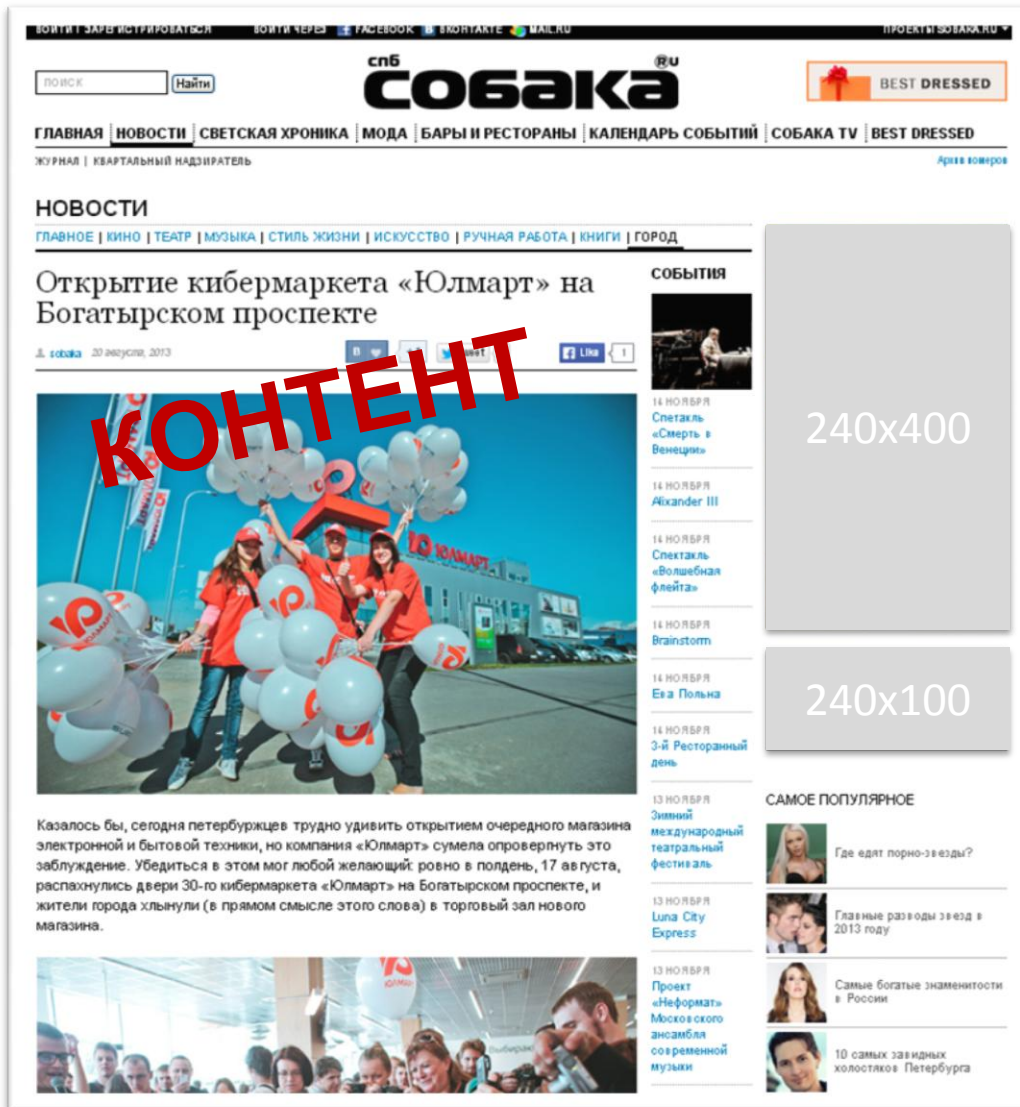 ВОЙТИ | ЗАРЕГИСТРИРОВАТЬСЯ ВОЙТИ ЧЕРЕЗ FACEBOOK ВКОНТАКТЕ MAIL.RU ПРОЕКТЫ SOBAKA.RU
ПОИСК Найти
спб
СОБАКА
RU
BEST DRESSED
ГЛАВНАЯ НОВОСТИ СВЕТСКАЯ ХРОНИКА МОДА БАРЫ И РЕСТОРАНЫ КАЛЕНДАРЬ СОБЫТИЙ СОБАКА TV BEST DRESSED
ЖУРНАЛ | КВАРТАЛЬНЫЙ НАДЗИРАТЕЛЬ Архив номеров
НОВОСТИ
ГЛАВНОЕ | КИНО | ТЕАТР | МУЗЫКА | СТИЛЬ ЖИЗНИ | ИСКУССТВО | РУЧНАЯ РАБОТА | КНИГИ | ГОРОД
Открытие кибермаркета «Юлмарт» на
Богатырском проспекте
sobaka 20 августа, 2013
B
Like 1
КОНТЕНТ
ЮЛМАРТ
Казалось бы, сегодня петербуржцев трудно удивить открытием очередного магазина
электронной и бытовой техники, но компания «Юлмарт» сумела опровергнуть это
заблуждение. Убедиться в этом мог любой желающий: ровно в полдень, 17 августа,
распахнулись двери 30-го кибермаркета «Юлмарт» на Богатырском проспекте, и
жители города хлынули (в прямом смысле этого слова) в торговый зал нового
магазина.
СОБЫТИЯ
14 НОЯБРЯ
Спетакль
«Смерть в
Венеции»
14 НОЯБРЯ
Alixander III
14 НОЯБРЯ
Спектакль
«Волшебная
флейта»
14 НОЯБРЯ
Brainstorm
14 НОЯБРЯ
Ева Польна
14 НОЯБРЯ
3-й Ресторанный
день
13 НОЯБРЯ
Зимний
международный
театральный
фестиваль
13 НОЯБРЯ
Luna City
Express
13 НОЯБРЯ
Проект
«Неформат»
Московского
ансамбля
современной
музыки
240x400
240x100
САМОЕ ПОПУЛЯРНОЕ
Где едят порно-звезды?
Главные разводы звезд в
2013 году
Самые богатые знаменитости
в России
10 самых завидных
холостяков Петербурга